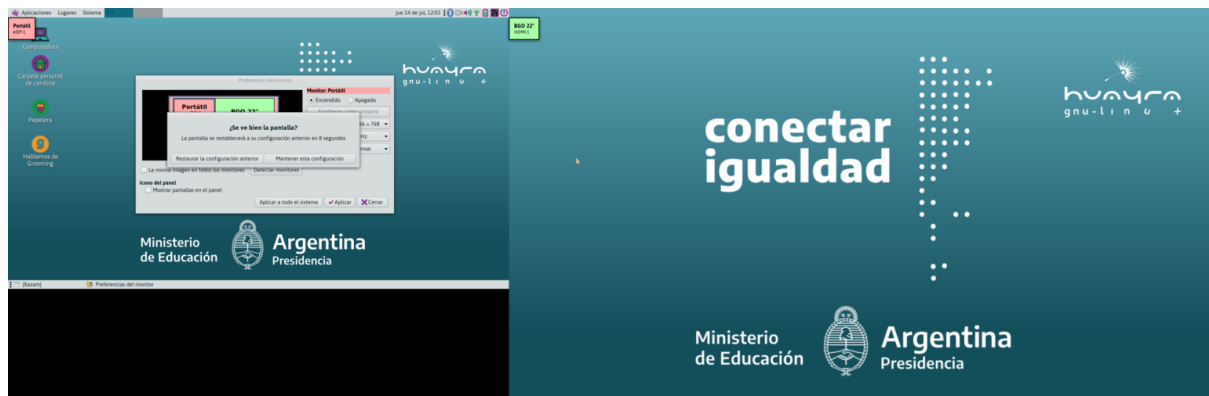 Aplicaciones Lugares Sistema
jue 14 de jul, 12:03
Portátil
eDP-1
Computadora
Carpeta personal
de carolina
Papelera
Hablemos de
Grooming
huayra
gnu-linux +
Preferencias del monitor
Portátil
BGO 22"
Monitor: Portátil
Encendido Apagado
¿Se ve bien la pantalla?
La pantalla se restablecerá a su configuración anterior en 8 segundos
Restaurar la configuración anterior Mantener esta configuración
66 × 768
Hz
rmal
La misma imagen en todos los monitores Detectar monitores
Icono del panel
Mostrar pantallas en el panel
Aplicar a todo el sistema Aplicar Cerrar
Ministerio
de Educación
Argentina
Presidencia
[Kazam] Preferencias del monitor
BGO 22"
HDMI-1
conectar
igualdad
huayra
gnu-linux +
Ministerio
de Educación
Argentina
Presidencia